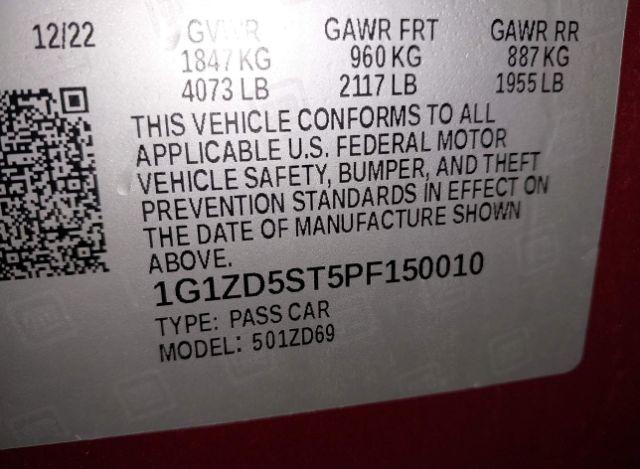 12/22 GVWR GAWR FRT GAWR RR
1847 KG 960 KG 887 KG
4073 LB 2117 LB 1955 LB
THIS VEHICLE CONFORMS TO ALL
APPLICABLE U.S. FEDERAL MOTOR
VEHICLE SAFETY, BUMPER, AND THEFT
PREVENTION STANDARDS IN EFFECT ON
THE DATE OF MANUFACTURE SHOWN
ABOVE.
1G1ZD5ST5PF150010
TYPE: PASS CAR
MODEL: 501ZD69